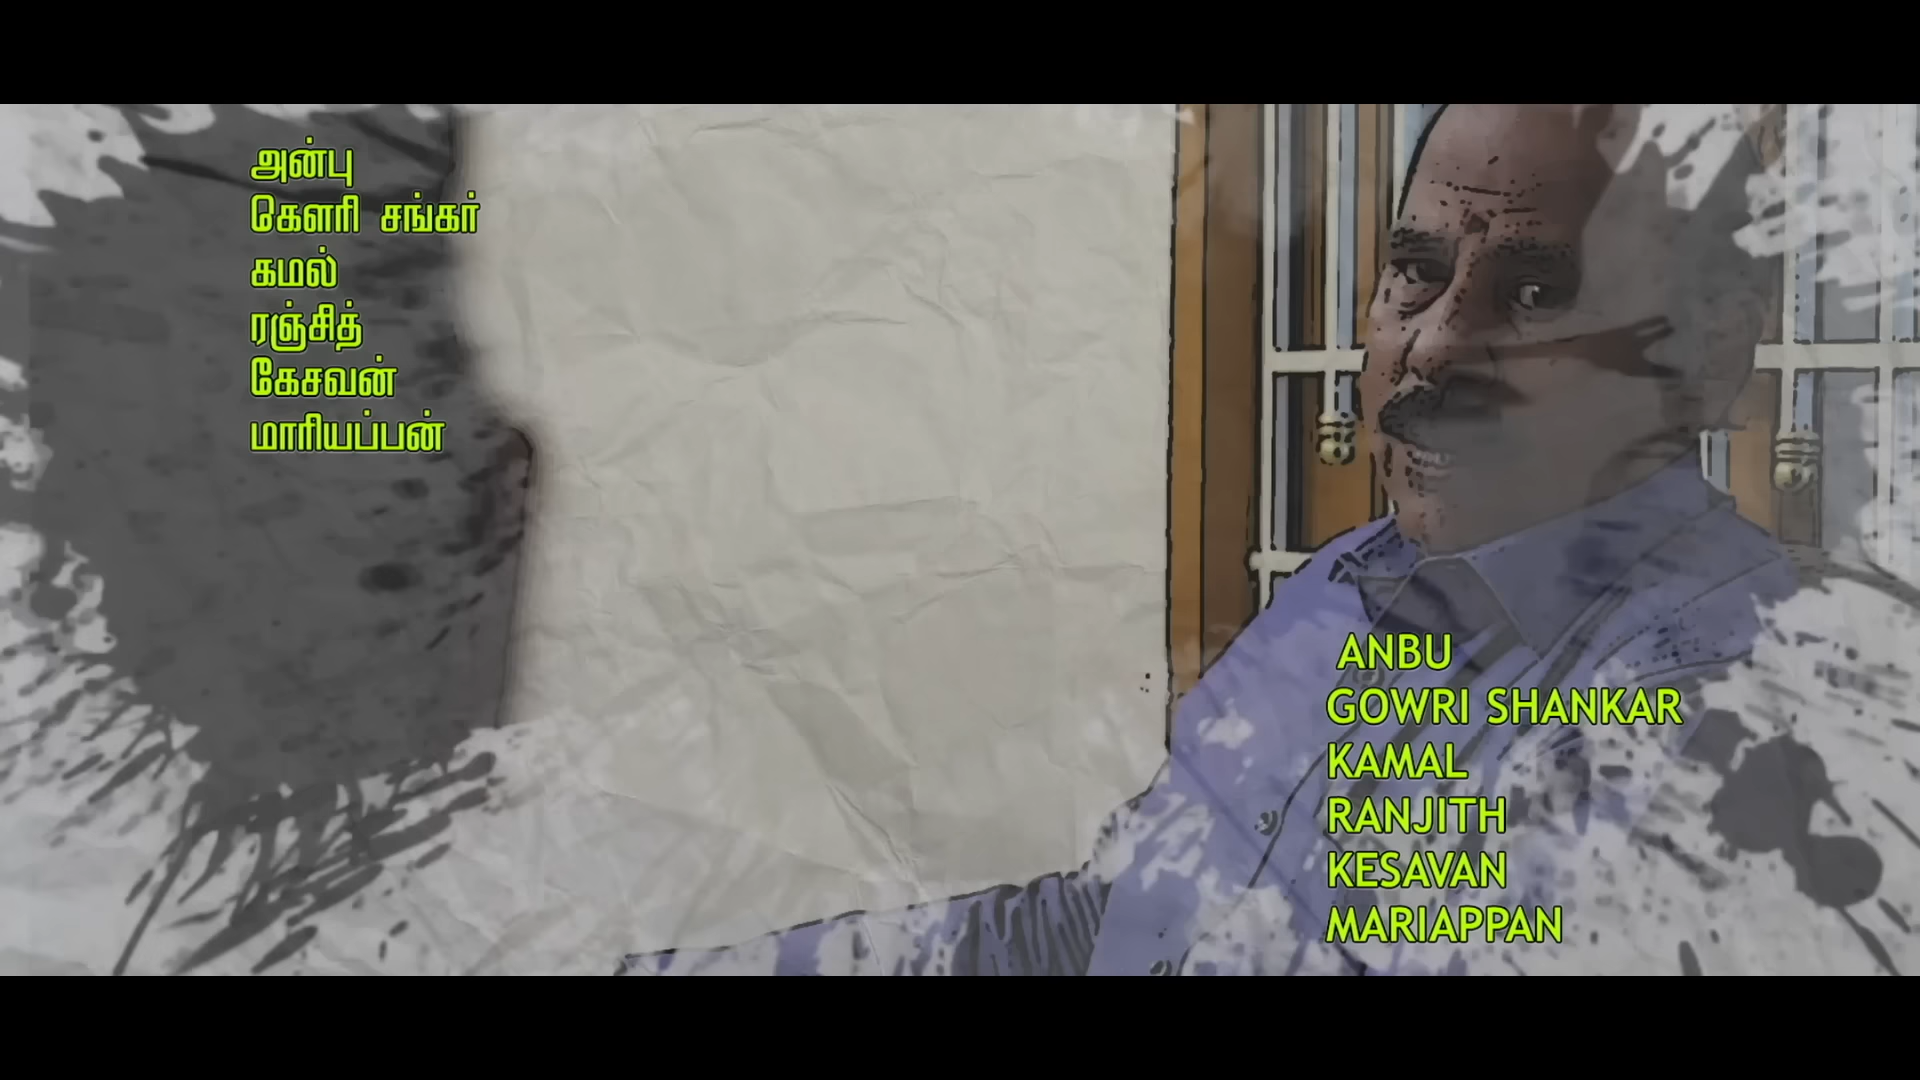 அன்பு
கௌரி சங்கர்
கமல்
ரஞ்சித்
கேசவன்
மாரியப்பன்
ANBU
GOWRI SHANKAR
KAMAL
RANJITH
KESAVAN
MARIAPPAN